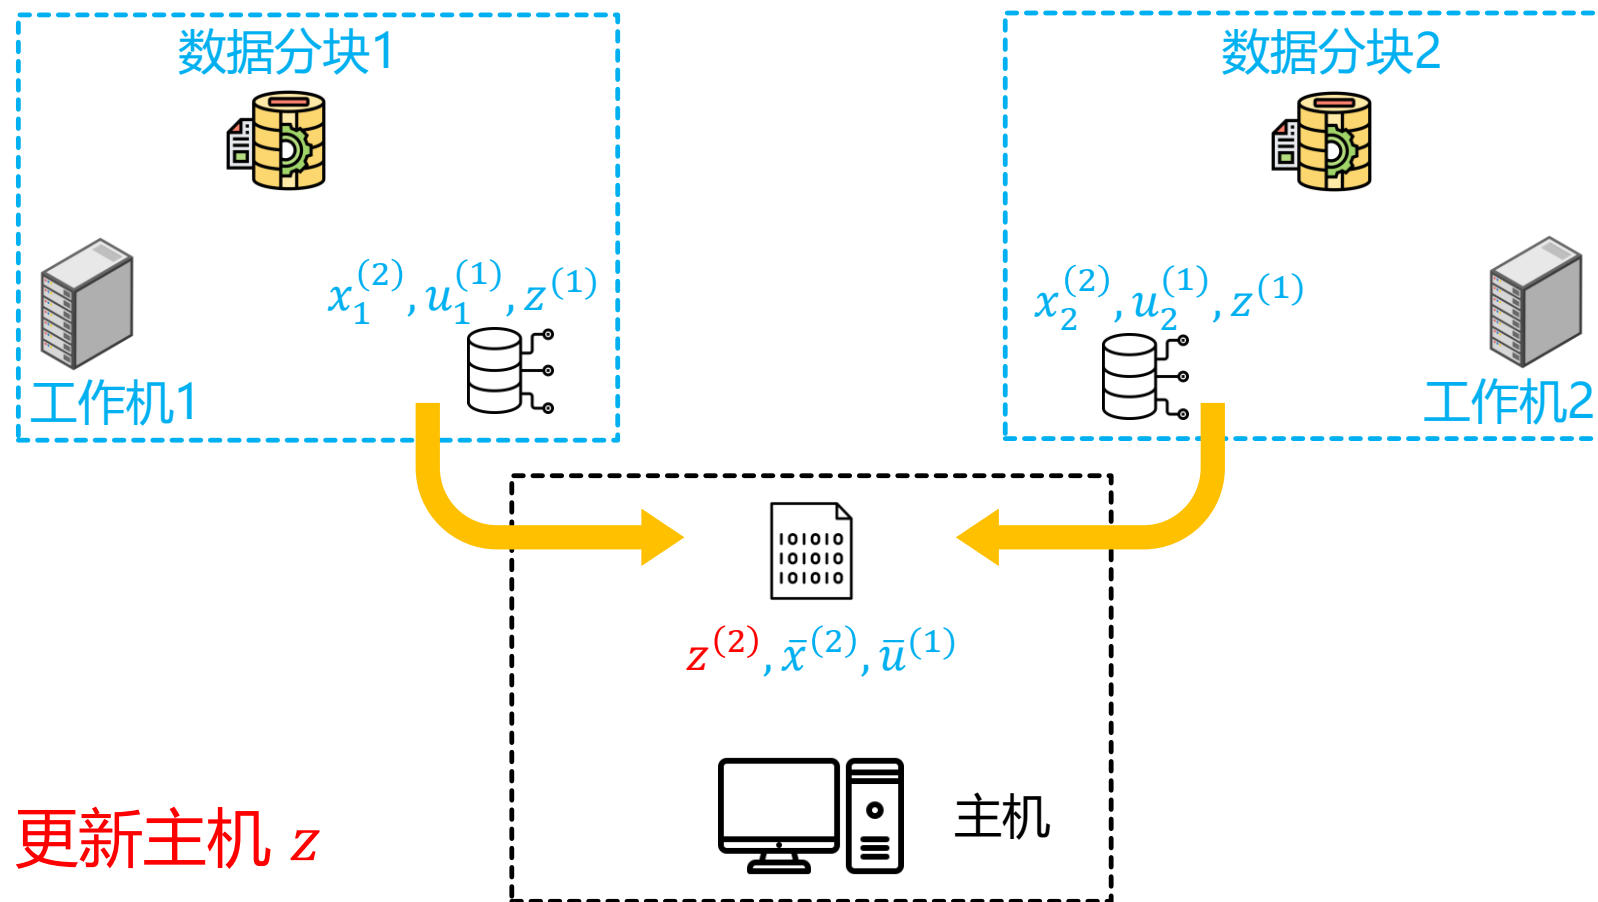 数据分块1
x_1^{(2)}, u_1^{(1)}, z^{(1)}
工作机1
数据分块2
x_2^{(2)}, u_2^{(1)}, z^{(1)}
工作机2
101010
101010
101010
z^{(2)}, x̄^{(2)}, ū^{(1)}
主机
更新主机 z